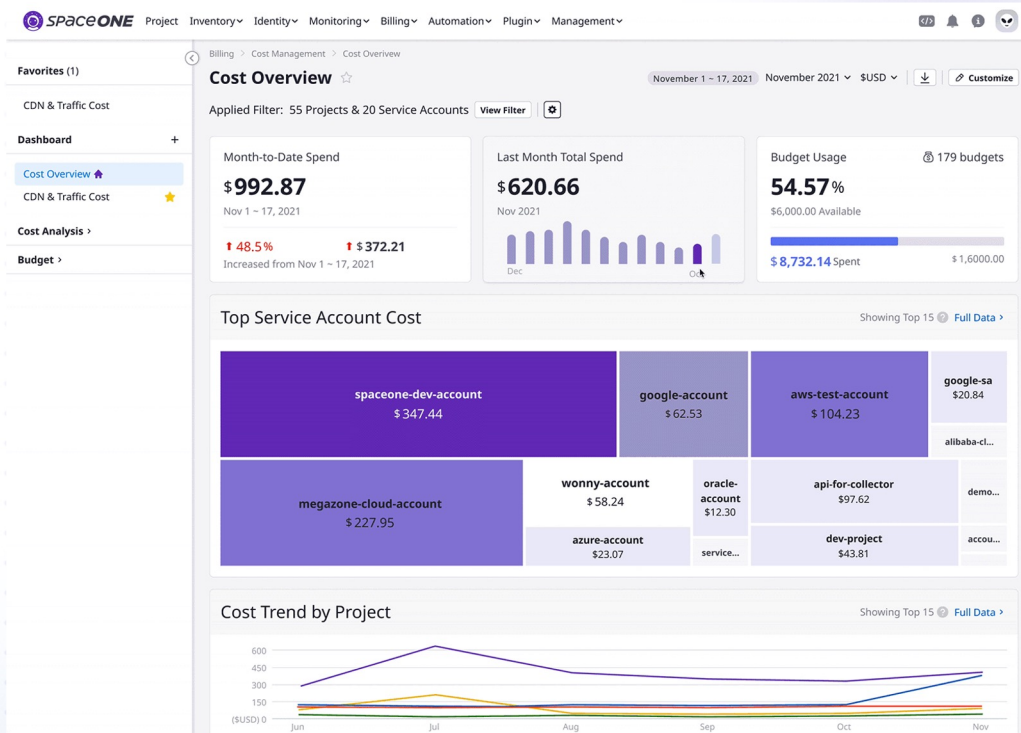 SPACEONE Project Inventory Identity Monitoring Billing Automation Plugin Management
Favorites (1)
CDN & Traffic Cost
Dashboard +
Cost Overview
CDN & Traffic Cost
Cost Analysis >
Budget >
Billing > Cost Management > Cost Overivew
Cost Overview
November 1 ~ 17, 2021 November 2021 $USD Customize
Applied Filter: 55 Projects & 20 Service Accounts View Filter
Month-to-Date Spend
$992.87
Nov 1 ~ 17, 2021
48.5% $372.21
Increased from Nov 1 ~ 17, 2021
Last Month Total Spend
$620.66
Nov 2021
Dec
Budget Usage 179 budgets
54.57%
$6,000.00 Available
$8,732.14 Spent $1,6000.00
Top Service Account Cost Showing Top 15 ? Full Data >
spaceone-dev-account
$347.44
google-account
$62.53
aws-test-account
$104.23
google-sa
$20.84
alibaba-cl...
megazone-cloud-account
$227.95
wonny-account
$58.24
azure-account
$23.07
oracle-
account
$12.30
service...
api-for-collector
$97.62
dev-project
$43.81
demo...
accou...
Cost Trend by Project Showing Top 15 ? Full Data >
600
450
300
150
($USD) 0
Jun Jul Aug Sep Oct Nov